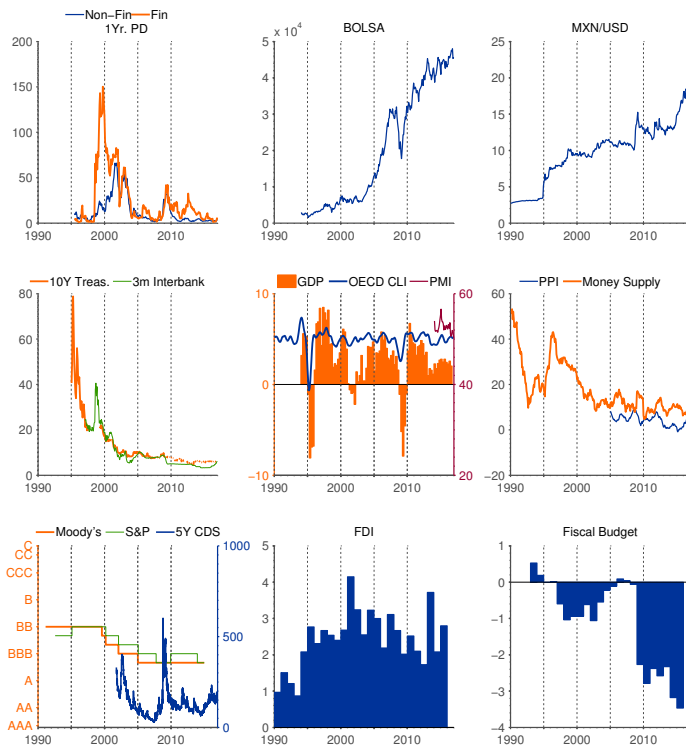 Non−Fin Fin
1Yr. PD
200
150
100
50
0
1990 2000 2010
BOLSA
x 10^4
5
4
3
2
1
0
1990 2000 2010
MXN/USD
25
20
15
10
5
0
1990 2000 2010
10Y Treas. 3m Interbank
80
60
40
20
0
1990 2000 2010
GDP OECD CLI PMI
10 60
0 40
−10 20
1990 2000 2010
PPI Money Supply
60
40
20
0
−20
1990 2000 2010
Moody's S&P 5Y CDS
C 1000
CC
CCC
B
BB 500
BBB
A
AA
AAA 0
1990 2000 2010
FDI
5
4
3
2
1
0
1990 2000 2010
Fiscal Budget
1
0
−1
−2
−3
−4
1990 2000 2010